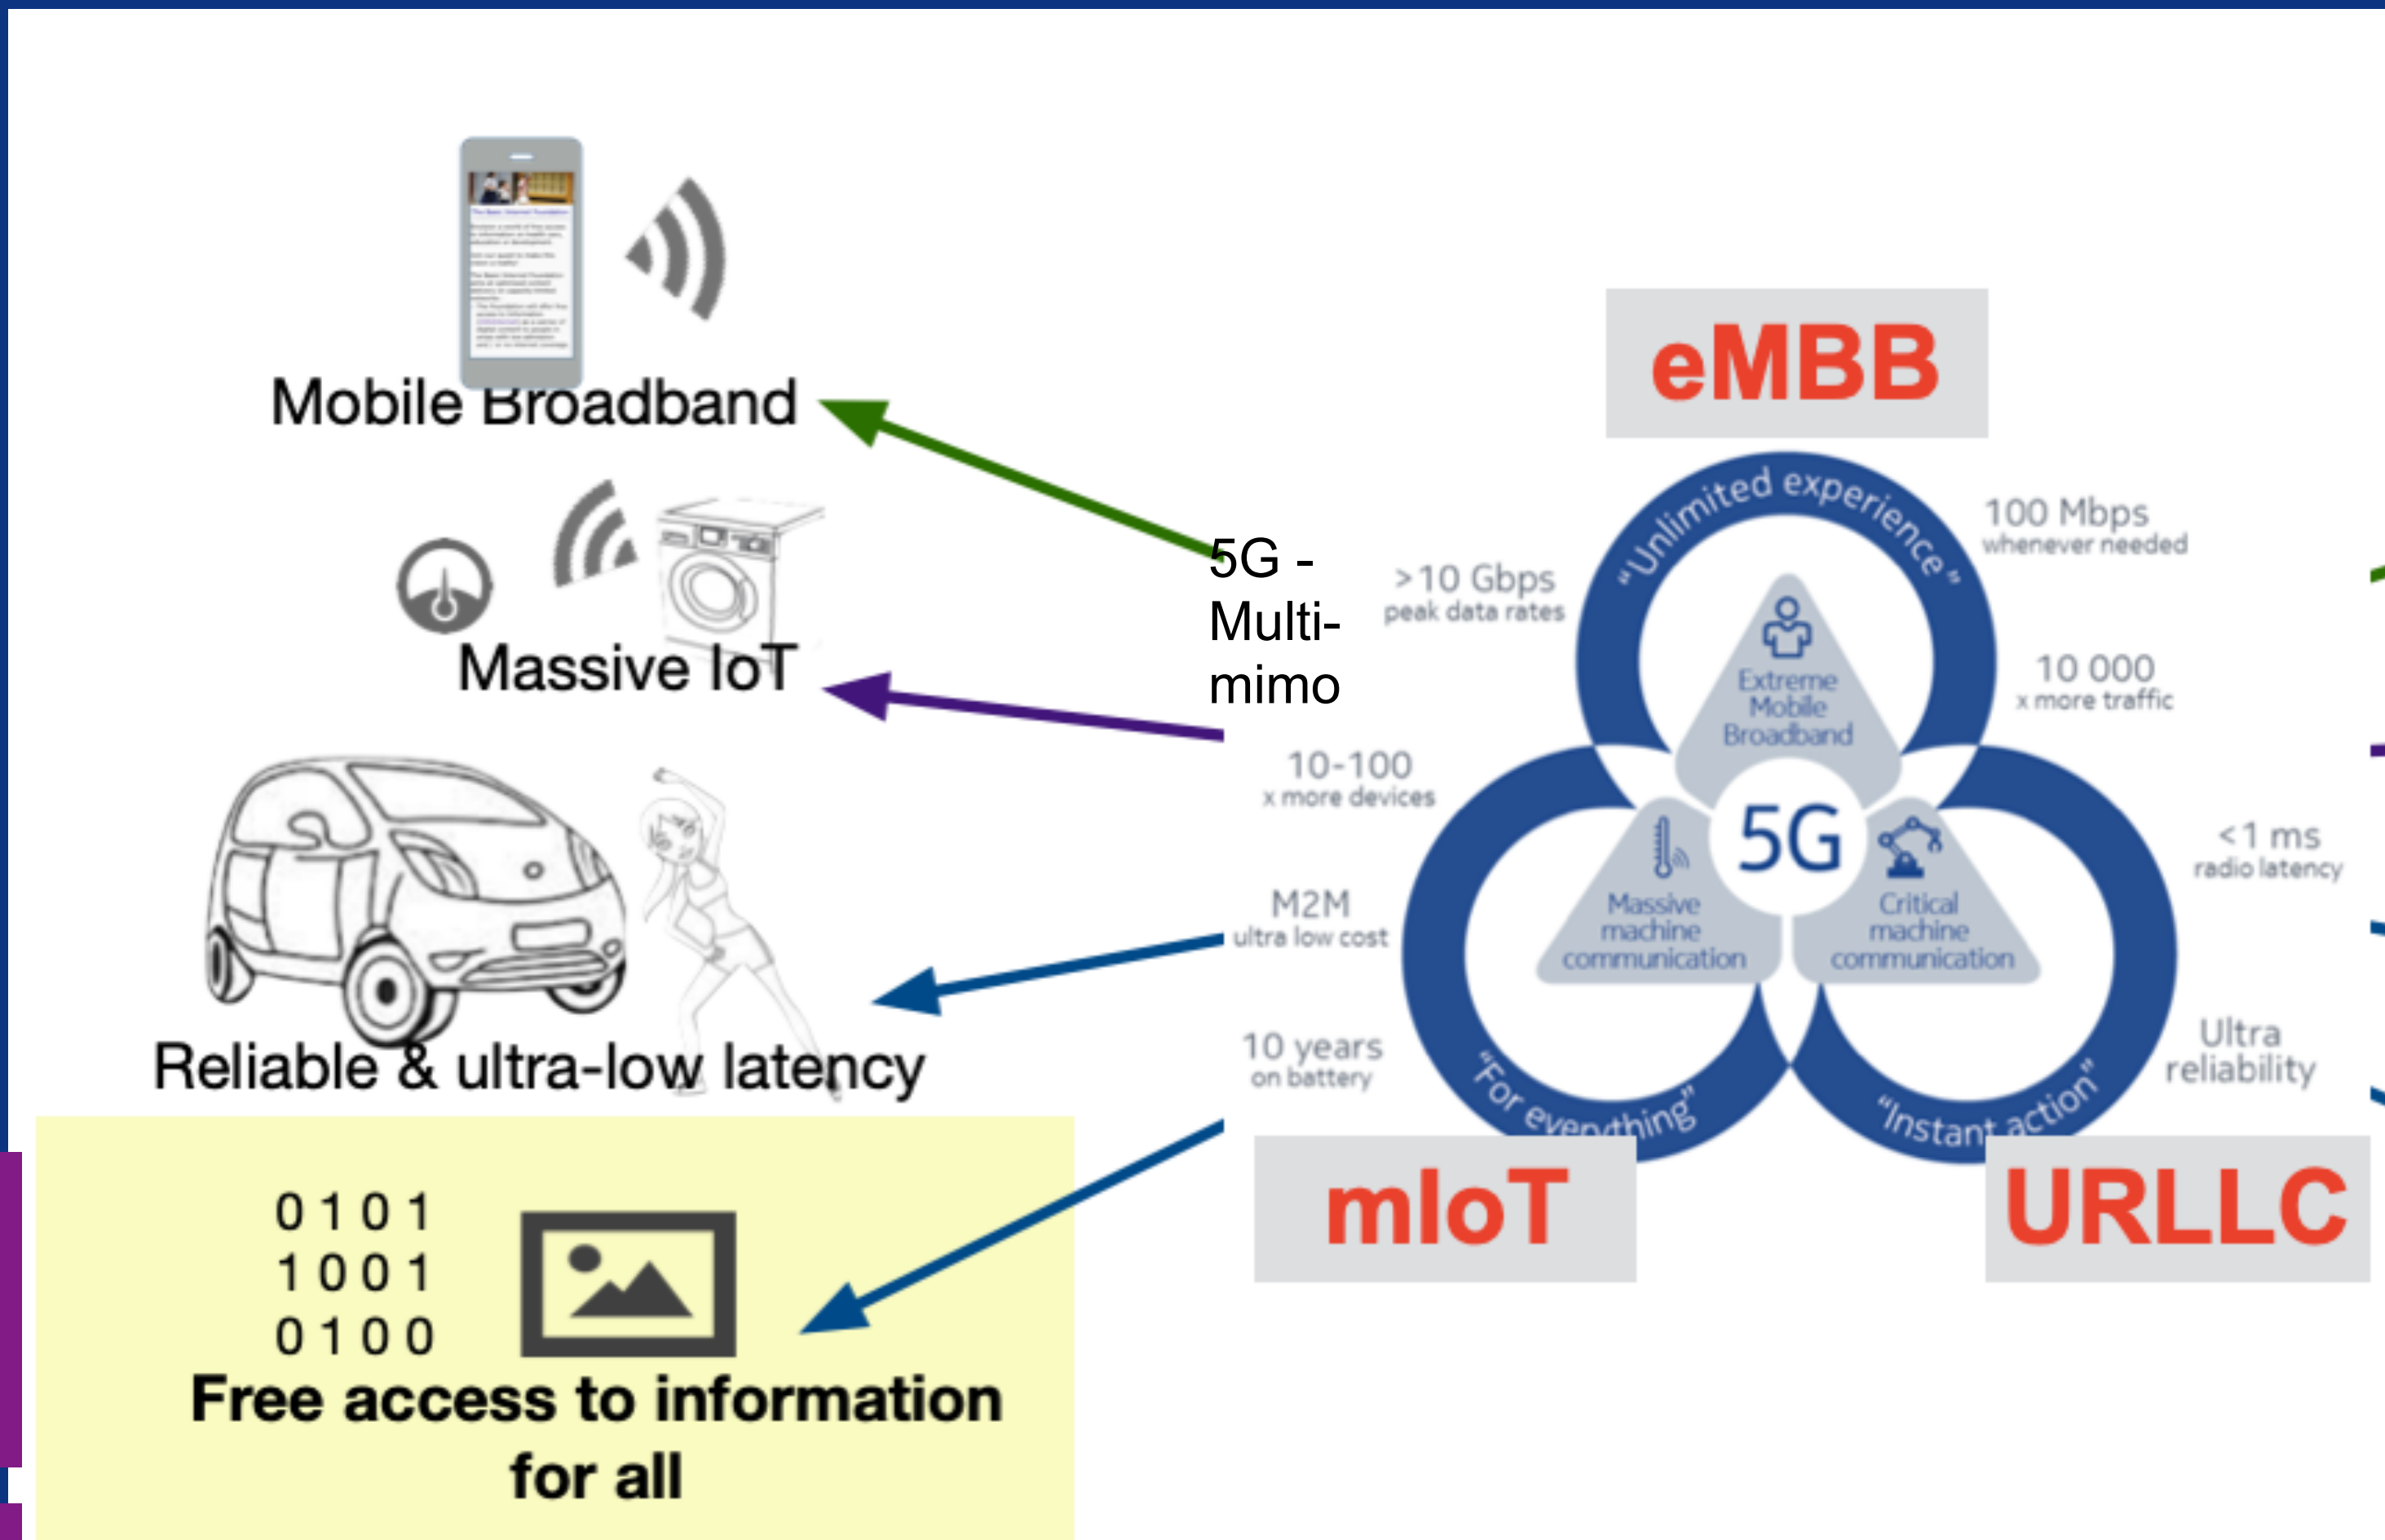 Mobile Broadband
Massive IoT
Reliable & ultra-low latency
0 1 0 1
1 0 0 1
0 1 0 0
Free access to information
for all
5G -
Multi-
mimo
eMBB
“Unlimited experience”
100 Mbps
whenever needed
>10 Gbps
peak data rates
10 000
x more traffic
Extreme
Mobile
Broadband
10-100
x more devices
5G
<1 ms
radio latency
M2M
ultra low cost
Massive
machine
communication
Critical
machine
communication
10 years
on battery
Ultra
reliability
“For everything”
“Instant action”
mIoT
URLLC